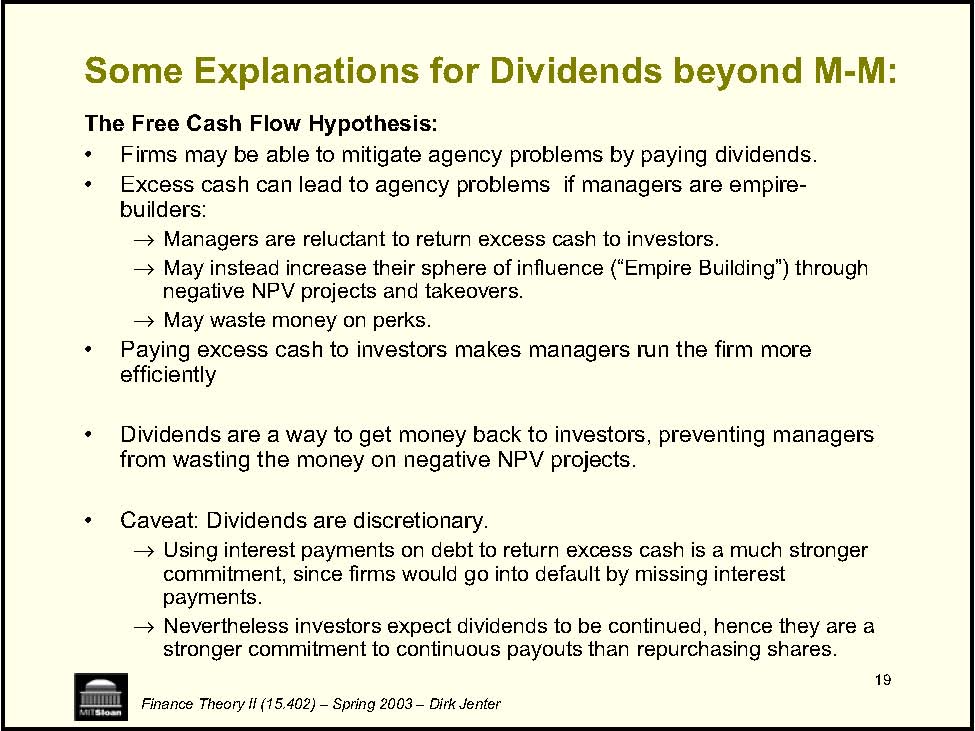 Some Explanations for Dividends beyond M-M:
The Free Cash Flow Hypothesis:
• Firms may be able to mitigate agency problems by paying dividends.
• Excess cash can lead to agency problems  if managers are empire-
builders:
→ Managers are reluctant to return excess cash to investors.
→ May instead increase their sphere of influence (“Empire Building”) through
negative NPV projects and takeovers.
→ May waste money on perks.
• Paying excess cash to investors makes managers run the firm more
efficiently
• Dividends are a way to get money back to investors, preventing managers
from wasting the money on negative NPV projects.
• Caveat: Dividends are discretionary.
→ Using interest payments on debt to return excess cash is a much stronger
commitment, since firms would go into default by missing interest
payments.
→ Nevertheless investors expect dividends to be continued, hence they are a
stronger commitment to continuous payouts than repurchasing shares.
19
MITSloan
Finance Theory II (15.402) – Spring 2003 – Dirk Jenter